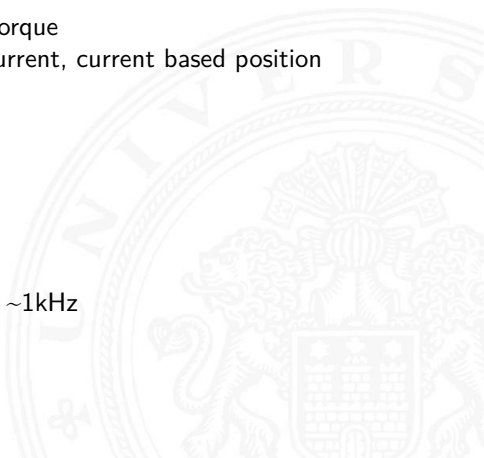 orque
urrent, current based position
~1kHz
U N I V E R S